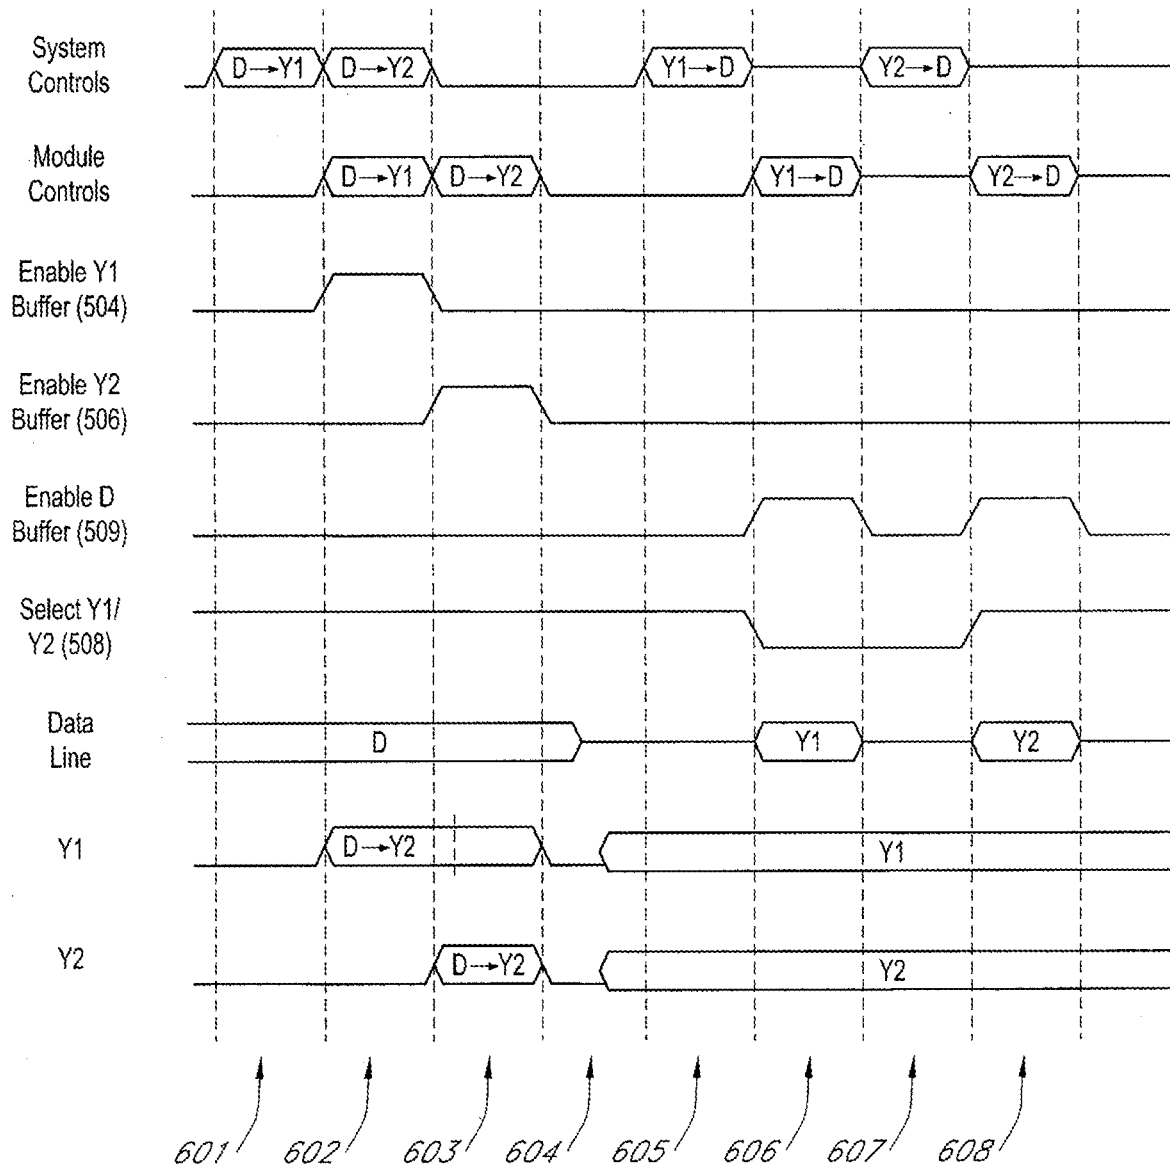 System
Controls
D→Y1
D→Y2
Y1→D
Y2→D
Module
Controls
D→Y1
D→Y2
Y1→D
Y2→D
Enable Y1
Buffer (504)
Enable Y2
Buffer (506)
Enable D
Buffer (509)
Select Y1/
Y2 (508)
Data
Line
D
Y1
Y2
Y1
D→Y2
Y1
Y2
D→Y2
Y2
601
602
603
604
605
606
607
608